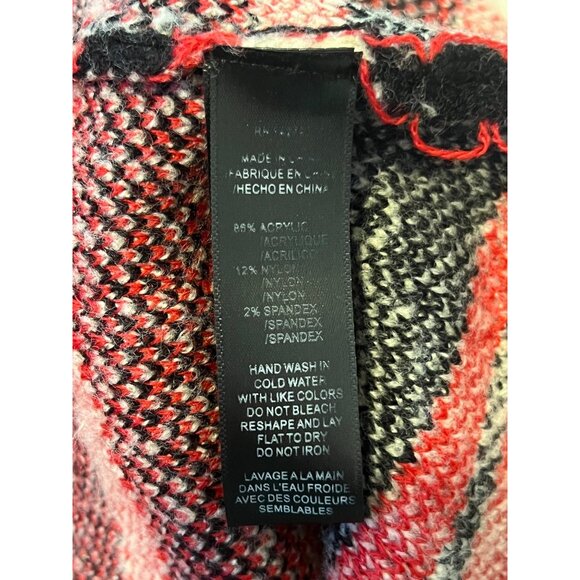 MADE IN CHINA
FABRIQUE EN CHINE
/HECHO EN CHINA
86% ACRYLIC
/ACRYLIQUE
/ACRILICO
12% NYLON
/NYLON
/NYLON
2% SPANDEX
/SPANDEX
/SPANDEX
HAND WASH IN
COLD WATER
WITH LIKE COLORS
DO NOT BLEACH
RESHAPE AND LAY
FLAT TO DRY
DO NOT IRON
LAVAGE A LA MAIN
DANS L'EAU FROIDE
AVEC DES COULEURS
SEMBLABLES